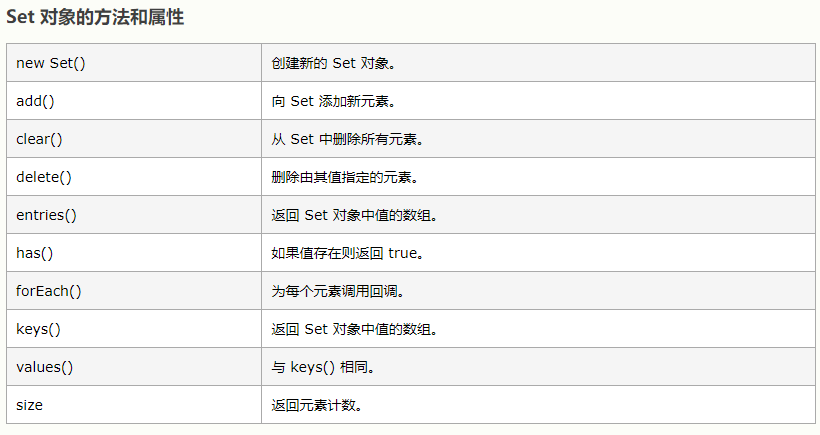 Set 对象的方法和属性
new Set() 创建新的 Set 对象。
add() 向 Set 添加新元素。
clear() 从 Set 中删除所有元素。
delete() 删除由其值指定的元素。
entries() 返回 Set 对象中值的数组。
has() 如果值存在则返回 true。
forEach() 为每个元素调用回调。
keys() 返回 Set 对象中值的数组。
values() 与 keys() 相同。
size 返回元素计数。